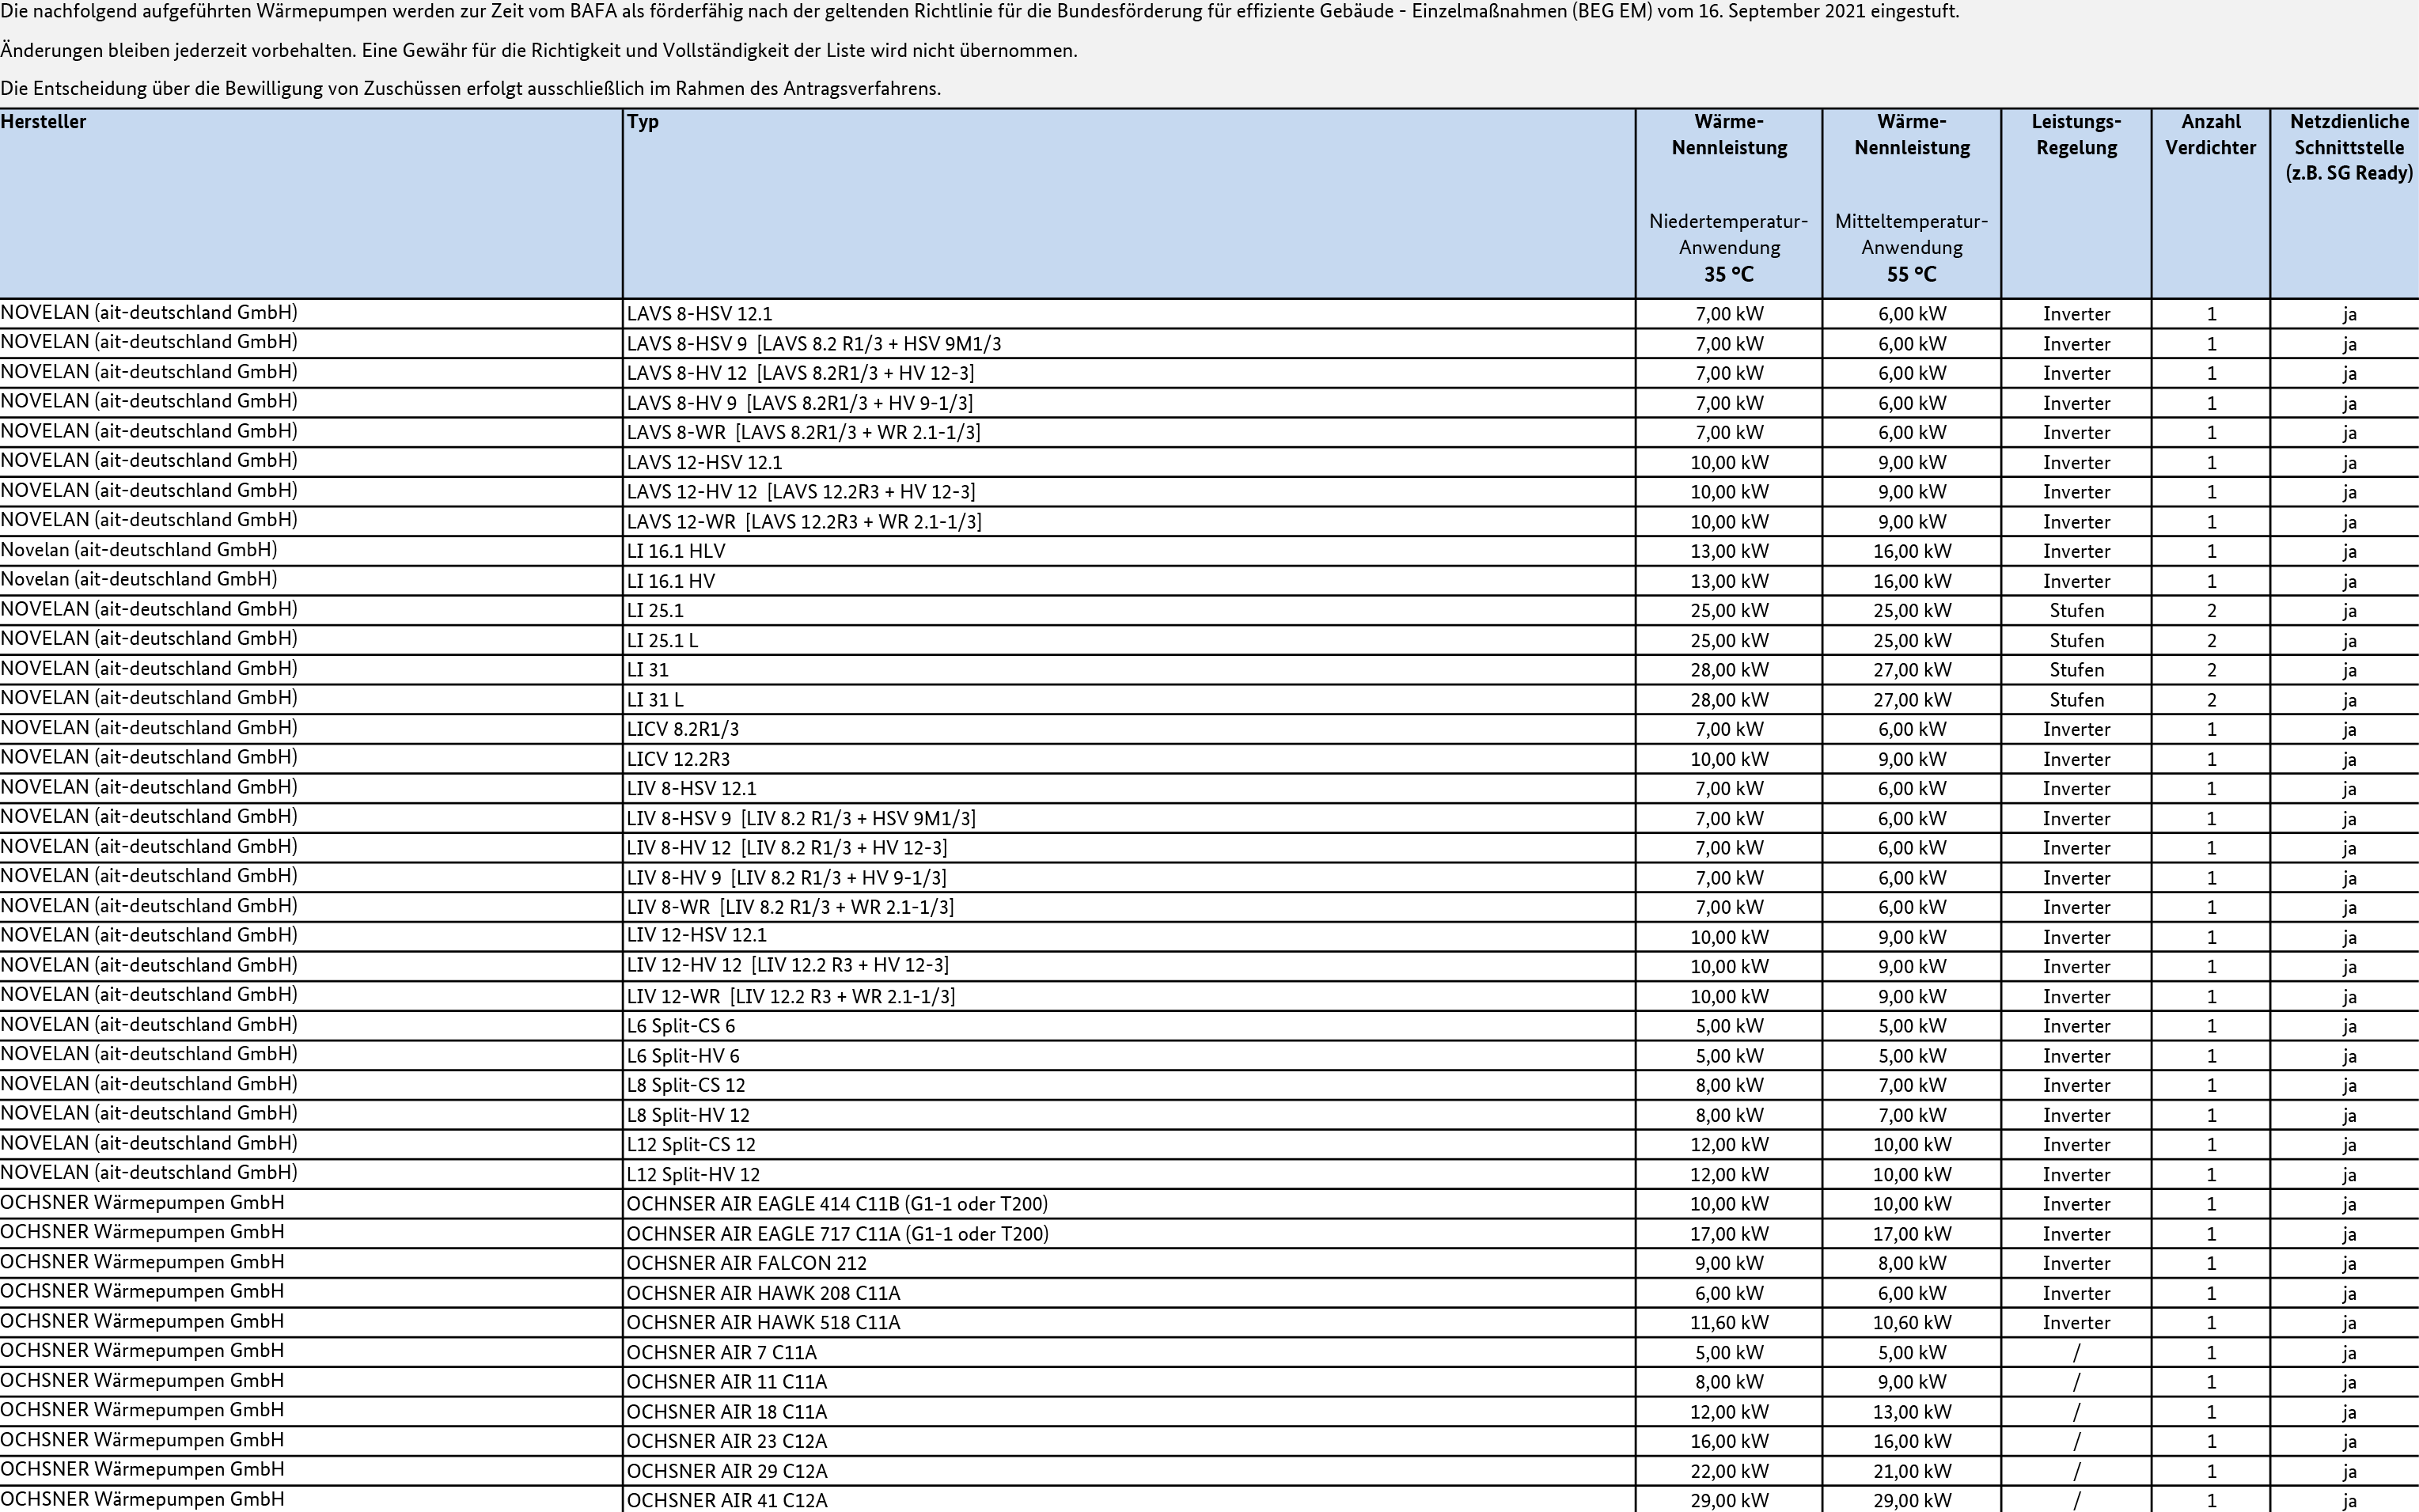 Die nachfolgend aufgeführten Wärmepumpen werden zur Zeit vom BAFA als förderfähig nach der geltenden Richtlinie für die Bundesförderung für effiziente Gebäude - Einzelmaßnahmen (BEG EM) vom 16. September 2021 eingestuft.
Änderungen bleiben jederzeit vorbehalten. Eine Gewähr für die Richtigkeit und Vollständigkeit der Liste wird nicht übernommen.
Die Entscheidung über die Bewilligung von Zuschüssen erfolgt ausschließlich im Rahmen des Antragsverfahrens.
Hersteller Typ Wärme- Wärme- Leistungs- Anzahl Netzdienliche
Nennleistung Nennleistung Regelung Verdichter Schnittstelle
(z.B. SG Ready)
Niedertemperatur- Mitteltemperatur-
Anwendung Anwendung
35 °C 55 °C
NOVELAN (ait-deutschland GmbH) LAVS 8-HSV 12.1 7,00 kW 6,00 kW Inverter 1 ja
NOVELAN (ait-deutschland GmbH) LAVS 8-HSV 9 [LAVS 8.2 R1/3 + HSV 9M1/3 7,00 kW 6,00 kW Inverter 1 ja
NOVELAN (ait-deutschland GmbH) LAVS 8-HV 12 [LAVS 8.2R1/3 + HV 12-3] 7,00 kW 6,00 kW Inverter 1 ja
NOVELAN (ait-deutschland GmbH) LAVS 8-HV 9 [LAVS 8.2R1/3 + HV 9-1/3] 7,00 kW 6,00 kW Inverter 1 ja
NOVELAN (ait-deutschland GmbH) LAVS 8-WR [LAVS 8.2R1/3 + WR 2.1-1/3] 7,00 kW 6,00 kW Inverter 1 ja
NOVELAN (ait-deutschland GmbH) LAVS 12-HSV 12.1 10,00 kW 9,00 kW Inverter 1 ja
NOVELAN (ait-deutschland GmbH) LAVS 12-HV 12 [LAVS 12.2R3 + HV 12-3] 10,00 kW 9,00 kW Inverter 1 ja
NOVELAN (ait-deutschland GmbH) LAVS 12-WR [LAVS 12.2R3 + WR 2.1-1/3] 10,00 kW 9,00 kW Inverter 1 ja
Novelan (ait-deutschland GmbH) LI 16.1 HLV 13,00 kW 16,00 kW Inverter 1 ja
Novelan (ait-deutschland GmbH) LI 16.1 HV 13,00 kW 16,00 kW Inverter 1 ja
NOVELAN (ait-deutschland GmbH) LI 25.1 25,00 kW 25,00 kW Stufen 2 ja
NOVELAN (ait-deutschland GmbH) LI 25.1 L 25,00 kW 25,00 kW Stufen 2 ja
NOVELAN (ait-deutschland GmbH) LI 31 28,00 kW 27,00 kW Stufen 2 ja
NOVELAN (ait-deutschland GmbH) LI 31 L 28,00 kW 27,00 kW Stufen 2 ja
NOVELAN (ait-deutschland GmbH) LICV 8.2R1/3 7,00 kW 6,00 kW Inverter 1 ja
NOVELAN (ait-deutschland GmbH) LICV 12.2R3 10,00 kW 9,00 kW Inverter 1 ja
NOVELAN (ait-deutschland GmbH) LIV 8-HSV 12.1 7,00 kW 6,00 kW Inverter 1 ja
NOVELAN (ait-deutschland GmbH) LIV 8-HSV 9 [LIV 8.2 R1/3 + HSV 9M1/3] 7,00 kW 6,00 kW Inverter 1 ja
NOVELAN (ait-deutschland GmbH) LIV 8-HV 12 [LIV 8.2 R1/3 + HV 12-3] 7,00 kW 6,00 kW Inverter 1 ja
NOVELAN (ait-deutschland GmbH) LIV 8-HV 9 [LIV 8.2 R1/3 + HV 9-1/3] 7,00 kW 6,00 kW Inverter 1 ja
NOVELAN (ait-deutschland GmbH) LIV 8-WR [LIV 8.2 R1/3 + WR 2.1-1/3] 7,00 kW 6,00 kW Inverter 1 ja
NOVELAN (ait-deutschland GmbH) LIV 12-HSV 12.1 10,00 kW 9,00 kW Inverter 1 ja
NOVELAN (ait-deutschland GmbH) LIV 12-HV 12 [LIV 12.2 R3 + HV 12-3] 10,00 kW 9,00 kW Inverter 1 ja
NOVELAN (ait-deutschland GmbH) LIV 12-WR [LIV 12.2 R3 + WR 2.1-1/3] 10,00 kW 9,00 kW Inverter 1 ja
NOVELAN (ait-deutschland GmbH) L6 Split-CS 6 5,00 kW 5,00 kW Inverter 1 ja
NOVELAN (ait-deutschland GmbH) L6 Split-HV 6 5,00 kW 5,00 kW Inverter 1 ja
NOVELAN (ait-deutschland GmbH) L8 Split-CS 12 8,00 kW 7,00 kW Inverter 1 ja
NOVELAN (ait-deutschland GmbH) L8 Split-HV 12 8,00 kW 7,00 kW Inverter 1 ja
NOVELAN (ait-deutschland GmbH) L12 Split-CS 12 12,00 kW 10,00 kW Inverter 1 ja
NOVELAN (ait-deutschland GmbH) L12 Split-HV 12 12,00 kW 10,00 kW Inverter 1 ja
OCHSNER Wärmepumpen GmbH OCHNSER AIR EAGLE 414 C11B (G1-1 oder T200) 10,00 kW 10,00 kW Inverter 1 ja
OCHSNER Wärmepumpen GmbH OCHNSER AIR EAGLE 717 C11A (G1-1 oder T200) 17,00 kW 17,00 kW Inverter 1 ja
OCHSNER Wärmepumpen GmbH OCHSNER AIR FALCON 212 9,00 kW 8,00 kW Inverter 1 ja
OCHSNER Wärmepumpen GmbH OCHSNER AIR HAWK 208 C11A 6,00 kW 6,00 kW Inverter 1 ja
OCHSNER Wärmepumpen GmbH OCHSNER AIR HAWK 518 C11A 11,60 kW 10,60 kW Inverter 1 ja
OCHSNER Wärmepumpen GmbH OCHSNER AIR 7 C11A 5,00 kW 5,00 kW / 1 ja
OCHSNER Wärmepumpen GmbH OCHSNER AIR 11 C11A 8,00 kW 9,00 kW / 1 ja
OCHSNER Wärmepumpen GmbH OCHSNER AIR 18 C11A 12,00 kW 13,00 kW / 1 ja
OCHSNER Wärmepumpen GmbH OCHSNER AIR 23 C12A 16,00 kW 16,00 kW / 1 ja
OCHSNER Wärmepumpen GmbH OCHSNER AIR 29 C12A 22,00 kW 21,00 kW / 1 ja
OCHSNER Wärmepumpen GmbH OCHSNER AIR 41 C12A 29,00 kW 29,00 kW / 1 ja